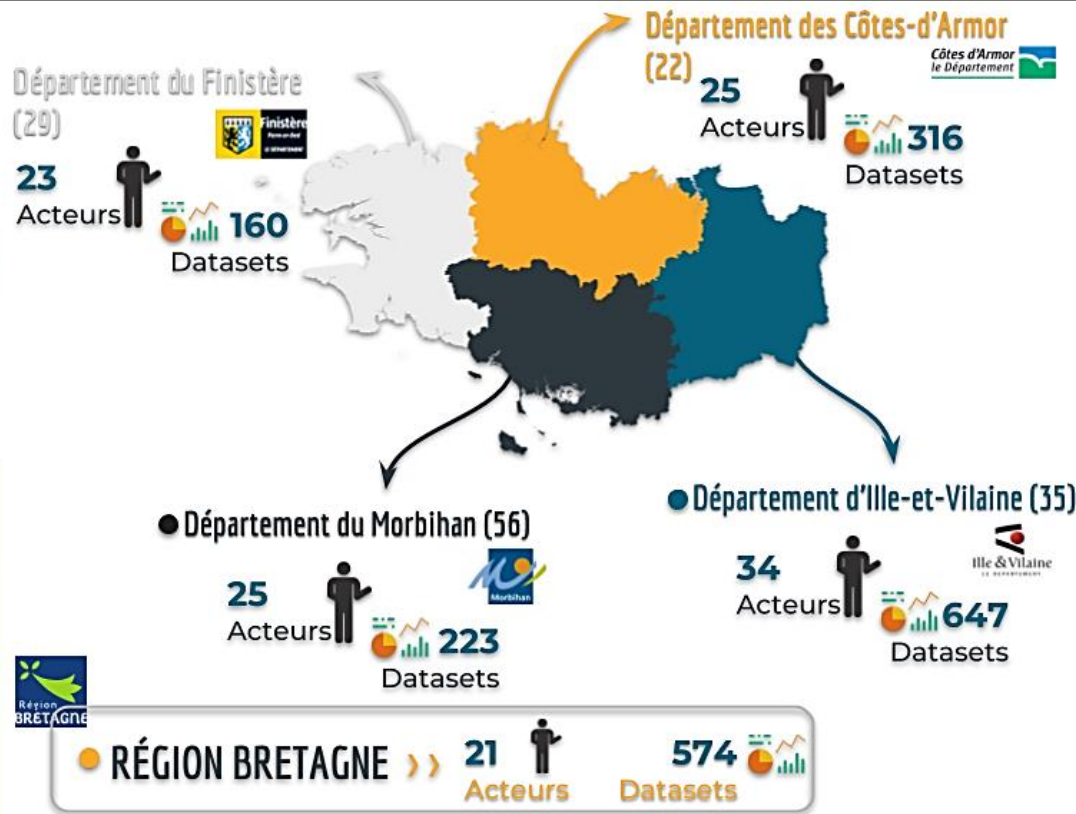 Département des Côtes-d'Armor
(22)
Côtes d'Armor
le Département
25
Acteurs
316
Datasets
Département du Finistère
(29)
Finistère
23
Acteurs
160
Datasets
Département du Morbihan (56)
Morbihan
25
Acteurs
223
Datasets
Département d'Ille-et-Vilaine (35)
Ille & Vilaine
LE DEPARTEMENT
34
Acteurs
647
Datasets
Région
BRETAGNE
RÉGION BRETAGNE
21
Acteurs
574
Datasets